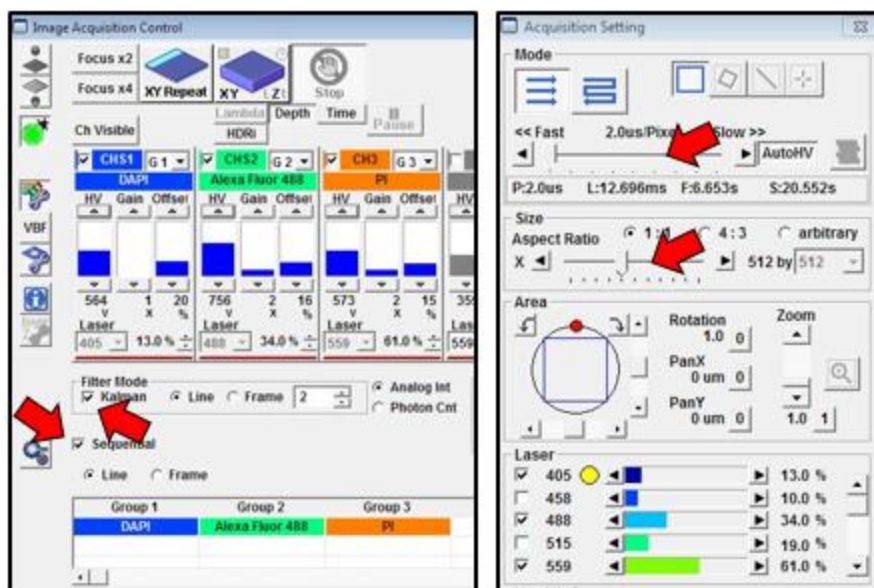 Image Acquisition Control
Focus x2
Focus x4
XY Repeat
XY
Z
Stop
Lambda Depth Time
Pause
Ch Visible
HDRI
CHS1 G 1
CHS2 G 2
CH3 G 3
DAPI
Alexa Fluor 488
PI
HV Gain Offset
HV Gain Offset
HV Gain Offset
HV
VBF
564 1 20
756 2 16
573 2 15
V X %
V X %
V X %
Laser
Laser
Laser
405 13.0 %
488 34.0 %
559 61.0 %
559
Filter Mode
Kalman Line Frame 2
Analog Int
Photon Cnt
Sequential
Line Frame
Group 1 Group 2 Group 3
DAPI Alexa Fluor 488 PI
Acquisition Setting
Mode
<< Fast 2.0us/Pixel Slow >>
AutoHV
P:2.0us L:12.696ms F:6.653s S:20.552s
Size
Aspect Ratio 1:1 4:3 arbitrary
X 512 by 512
Area
Rotation
1.0 0
PanX
0 um 0
PanY
0 um 0
Zoom
1.0 1
Laser
405 13.0 %
458 10.0 %
488 34.0 %
515 19.0 %
559 61.0 %